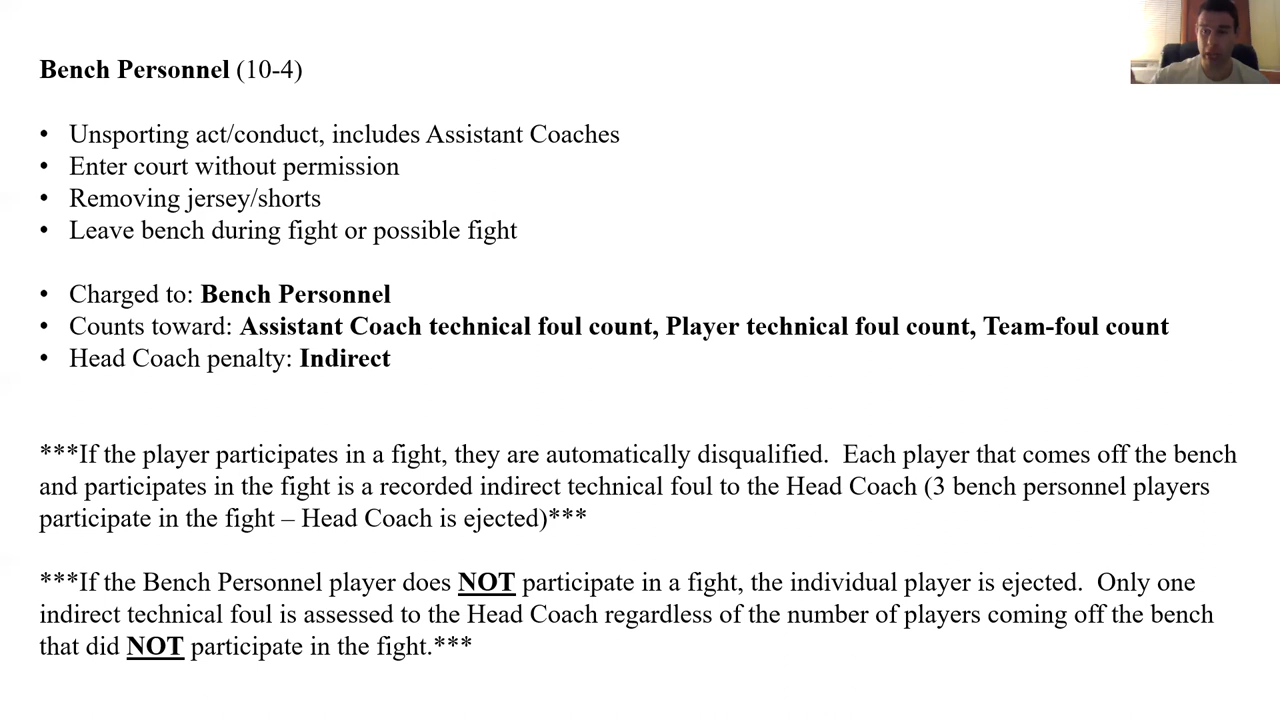 Bench Personnel (10-4)
• Unsporting act/conduct, includes Assistant Coaches
• Enter court without permission
• Removing jersey/shorts
• Leave bench during fight or possible fight
• Charged to: Bench Personnel
• Counts toward: Assistant Coach technical foul count, Player technical foul count, Team-foul count
• Head Coach penalty: Indirect
***If the player participates in a fight, they are automatically disqualified.  Each player that comes off the bench
and participates in the fight is a recorded indirect technical foul to the Head Coach (3 bench personnel players
participate in the fight – Head Coach is ejected)***
***If the Bench Personnel player does NOT participate in a fight, the individual player is ejected.  Only one
indirect technical foul is assessed to the Head Coach regardless of the number of players coming off the bench
that did NOT participate in the fight.***